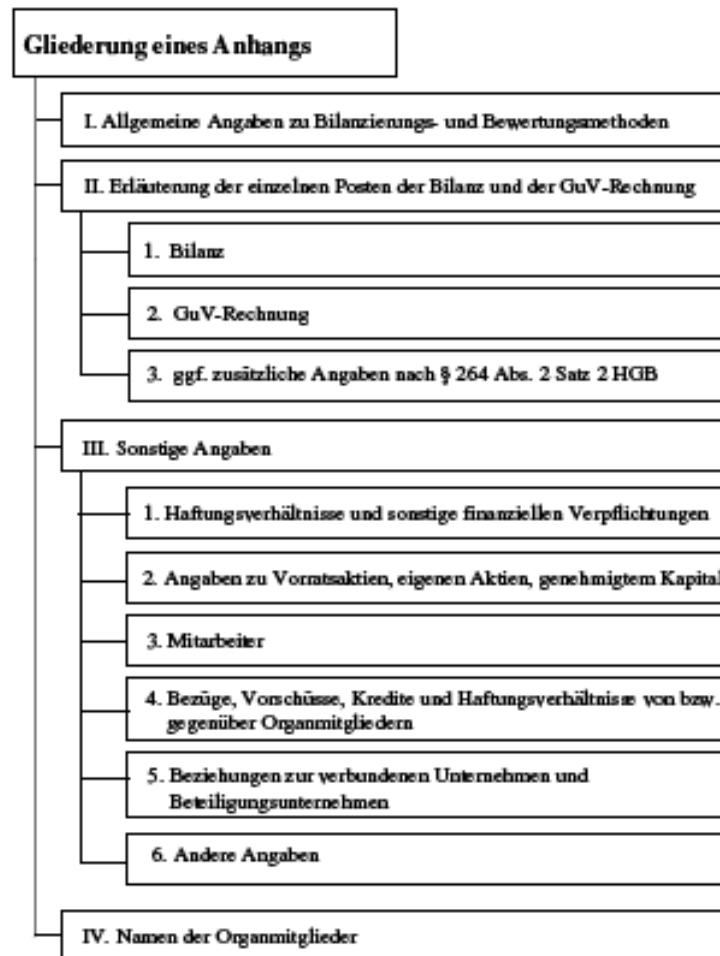 Gliederung eines Anhangs
I. Allgemeine Angaben zu Bilanzierungs- und Bewertungsmethoden
II. Erläuterung der einzelnen Posten der Bilanz und der GuV-Rechnung
1. Bilanz
2. GuV-Rechnung
3. ggf. zusätzliche Angaben nach § 264 Abs. 2 Satz 2 HGB
III. Sonstige Angaben
1. Haftungsverhältnisse und sonstige finanziellen Verpflichtungen
2. Angaben zu Vorratsaktien, eigenen Aktien, genehmigtem Kapital
3. Mitarbeiter
4. Bezüge, Vorschüsse, Kredite und Haftungsverhältnisse von bzw.
gegenüber Organmitgliedern
5. Beziehungen zur verbundenen Unternehmen und
Beteiligungsunternehmen
6. Andere Angaben
IV. Namen der Organmitglieder